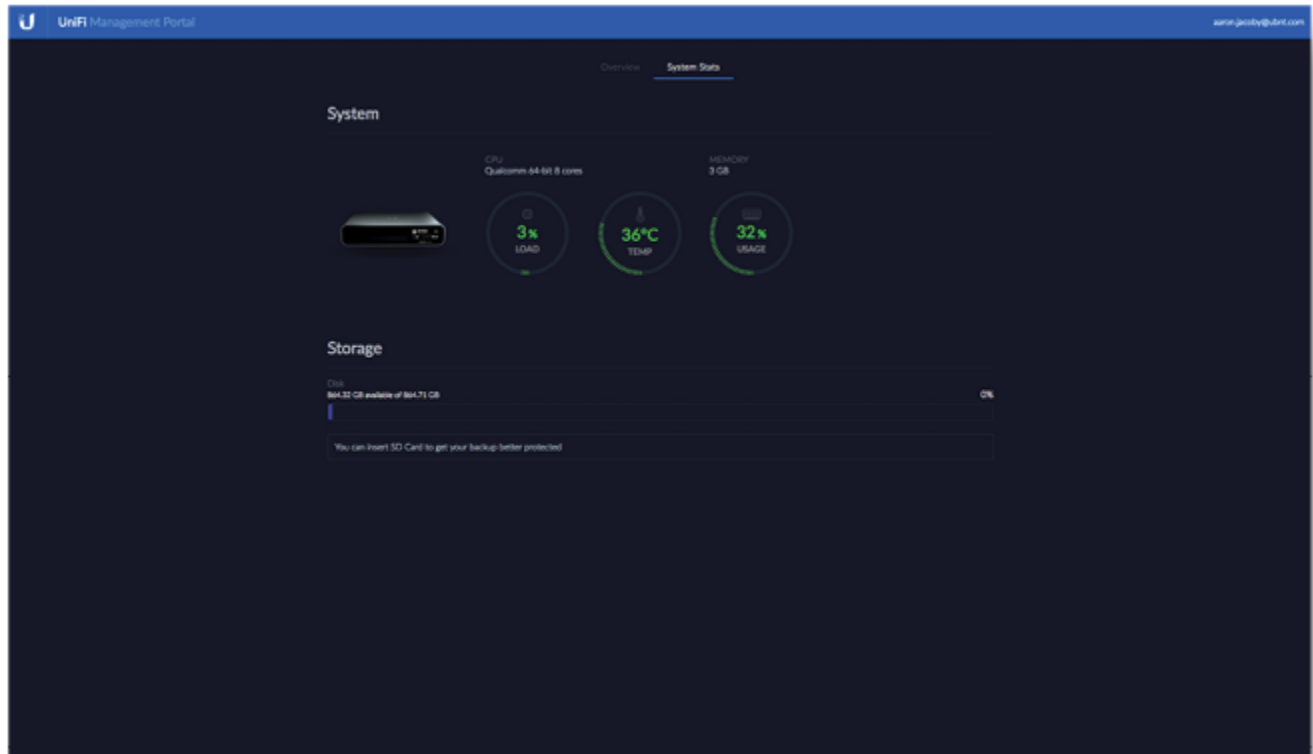 UniFi Management Portal
aaron.jacoby@ubnt.com
Overview
System Stats
System
CPU
Qualcomm 64-bit 8 cores
MEMORY
3 GB
3%
LOAD
36°C
TEMP
32%
USAGE
Storage
Disk
864.32 GB available of 864.71 GB
0%
You can insert SD Card to get your backup better protected